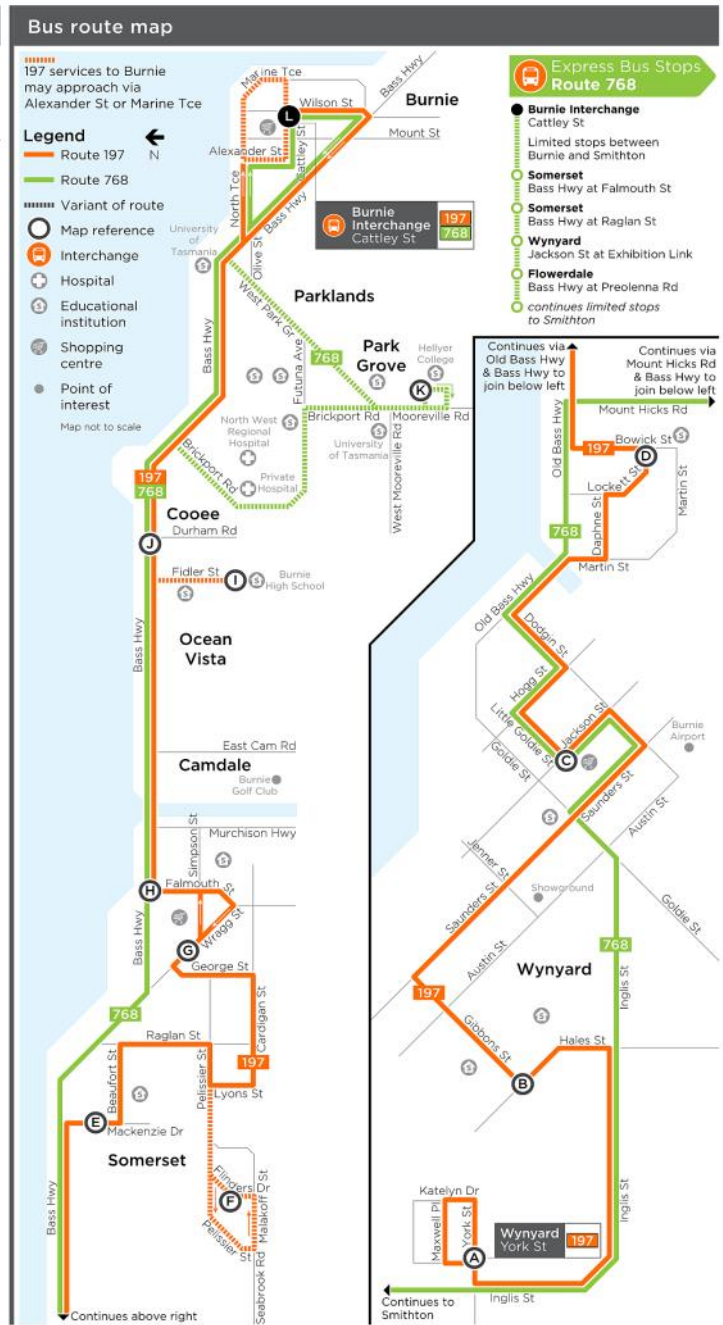 Bus route map
197 services to Burnie
may approach via
Alexander St or Marine Tce
Legend
N
Route 197
Route 768
Variant of route
Map reference
Interchange
Hospital
Educational
institution
Shopping
centre
Point of
interest
Map not to scale
Express Bus Stops
Route 768
Burnie Interchange
Cattley St
Limited stops between
Burnie and Smithton
Somerset
Bass Hwy at Falmouth St
Somerset
Bass Hwy at Raglan St
Wynyard
Jackson St at Exhibition Link
Flowerdale
Bass Hwy at Preolenna Rd
continues limited stops
to Smithton
Marine Tce
Bass Hwy
Wilson St
Burnie
L
Mount St
Alexander St
Cattley St
North Tce
Bass Hwy
Burnie
Interchange
Cattley St
197
768
University
of
Tasmania
Olive St
Parklands
West Park Gr
Bass Hwy
768
Futuna Ave
Park
Grove
Hellyer
College
K
Brickport Rd
Mooreville Rd
North West
Regional
Hospital
University
of Tasmania
West Mooreville Rd
Brickport Rd
Private
Hospital
197
768
Cooee
J
Durham Rd
Fidler St
I
Burnie
High School
Bass Hwy
Ocean
Vista
East Cam Rd
Camdale
Burnie
Golf Club
Simpson St
Murchison Hwy
H
Falmouth St
Bass Hwy
Wragg St
G
George St
768
Cardigan St
Raglan St
197
Beaufort St
Pelissier St
Lyons St
E
Mackenzie Dr
Somerset
Flinders Dr
F
Malakoff St
Pelissier St
Bass Hwy
Seabrook Rd
Continues above right
Continues via
Old Bass Hwy
& Bass Hwy to
join below left
Continues via
Mount Hicks Rd
& Bass Hwy to
join below left
Mount Hicks Rd
Old Bass Hwy
197
Bowick St
D
Lockett St
Martin St
Daphne St
768
Martin St
Old Bass Hwy
Dodgin St
Hogg St
Little Goldie St
Jackson St
C
Goldie St
Burnie
Airport
Saunders St
Austin St
Jenner St
Showground
Saunders St
Goldie St
Austin St
768
Wynyard
197
Inglis St
Gibbons St
Hales St
B
Katelyn Dr
Maxwell Pl
York St
Wynyard
York St
197
Inglis St
A
Continues to
Smithton
Inglis St